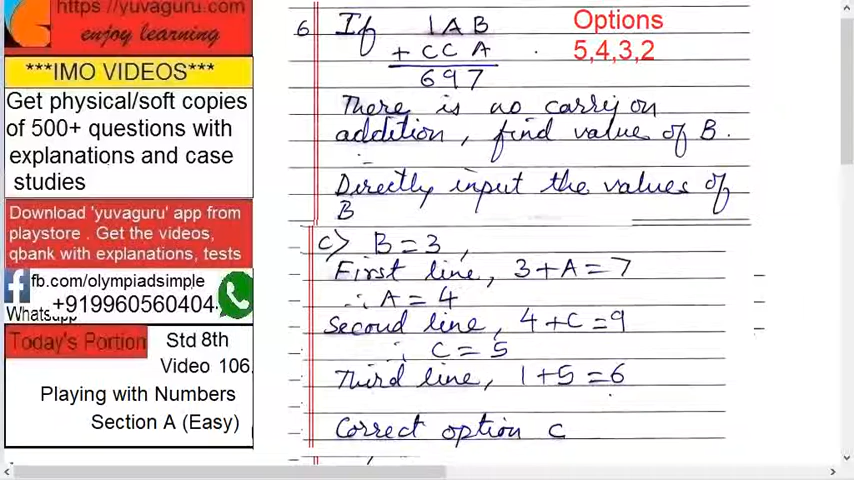 https://yuvaguru.com
enjoy learning
***IMO VIDEOS***
Get physical/soft copies
of 500+ questions with
explanations and case
studies
Download 'yuvaguru' app from
playstore . Get the videos,
qbank with explanations, tests
fb.com/olympiadsimple
+919960560404
Whatsapp
Today's Portion
Std 8th
Video 106
Playing with Numbers
Section A (Easy)
6 If 1AB
+ CCA
697
Options
5,4,3,2
There is no carry on
addition, find value of B.
Directly input the values of
B
C> B = 3,
First line, 3+A=7
∴ A = 4
Second line, 4+C=9
∴ C = 5
Third line, 1+5=6
Correct option C